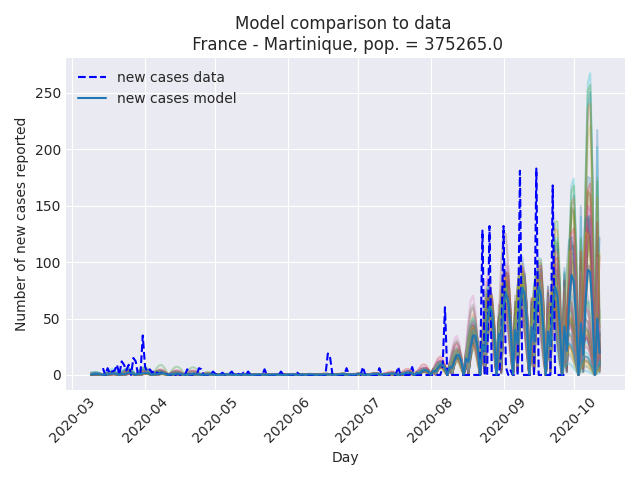 Model comparison to data
France - Martinique, pop. = 375265.0
new cases data
new cases model
Number of new cases reported
250
200
150
100
50
0
2020-03
2020-04
2020-05
2020-06
2020-07
2020-08
2020-09
2020-10
Day